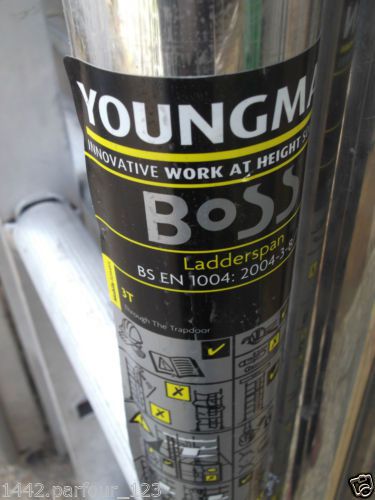 YOUNGMA
INNOVATIVE WORK AT HEIGHT S
BoSS
Ladderspan
BS EN 1004: 2004-3-8
3T
Through The Trapdoor
1442.parfour_123